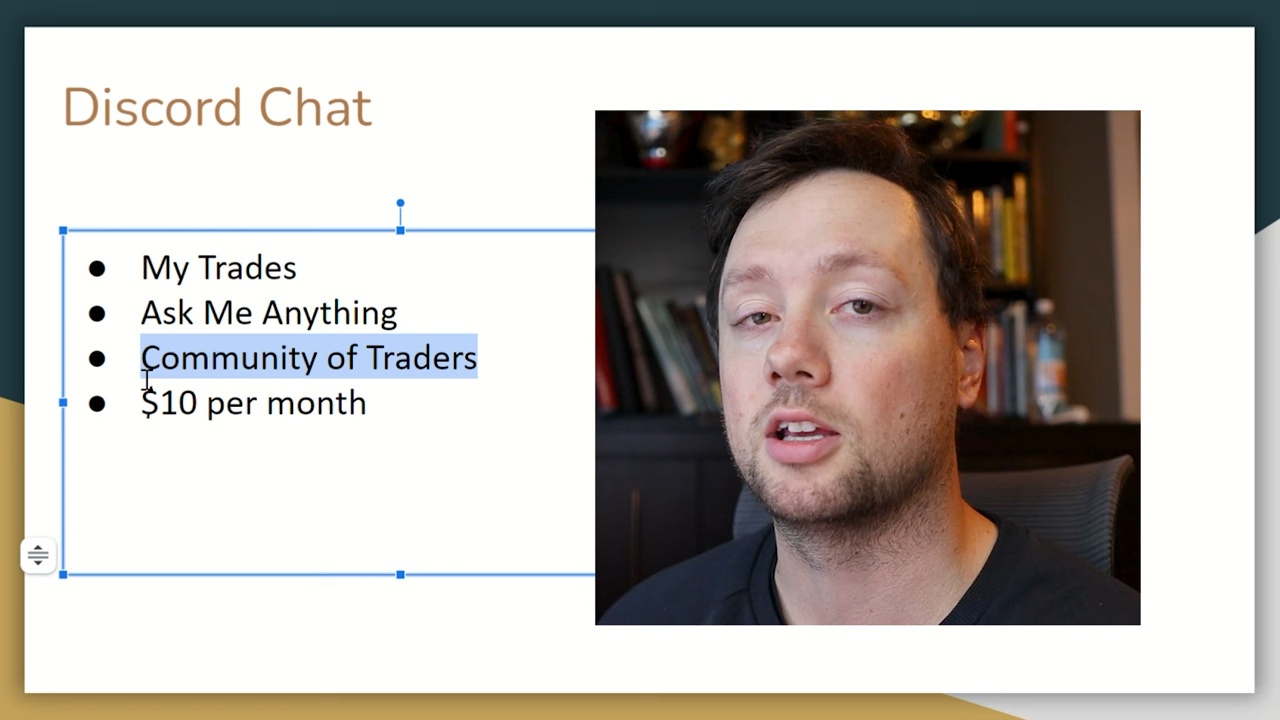 Discord Chat
● My Trades
● Ask Me Anything
● Community of Traders
● $10 per month